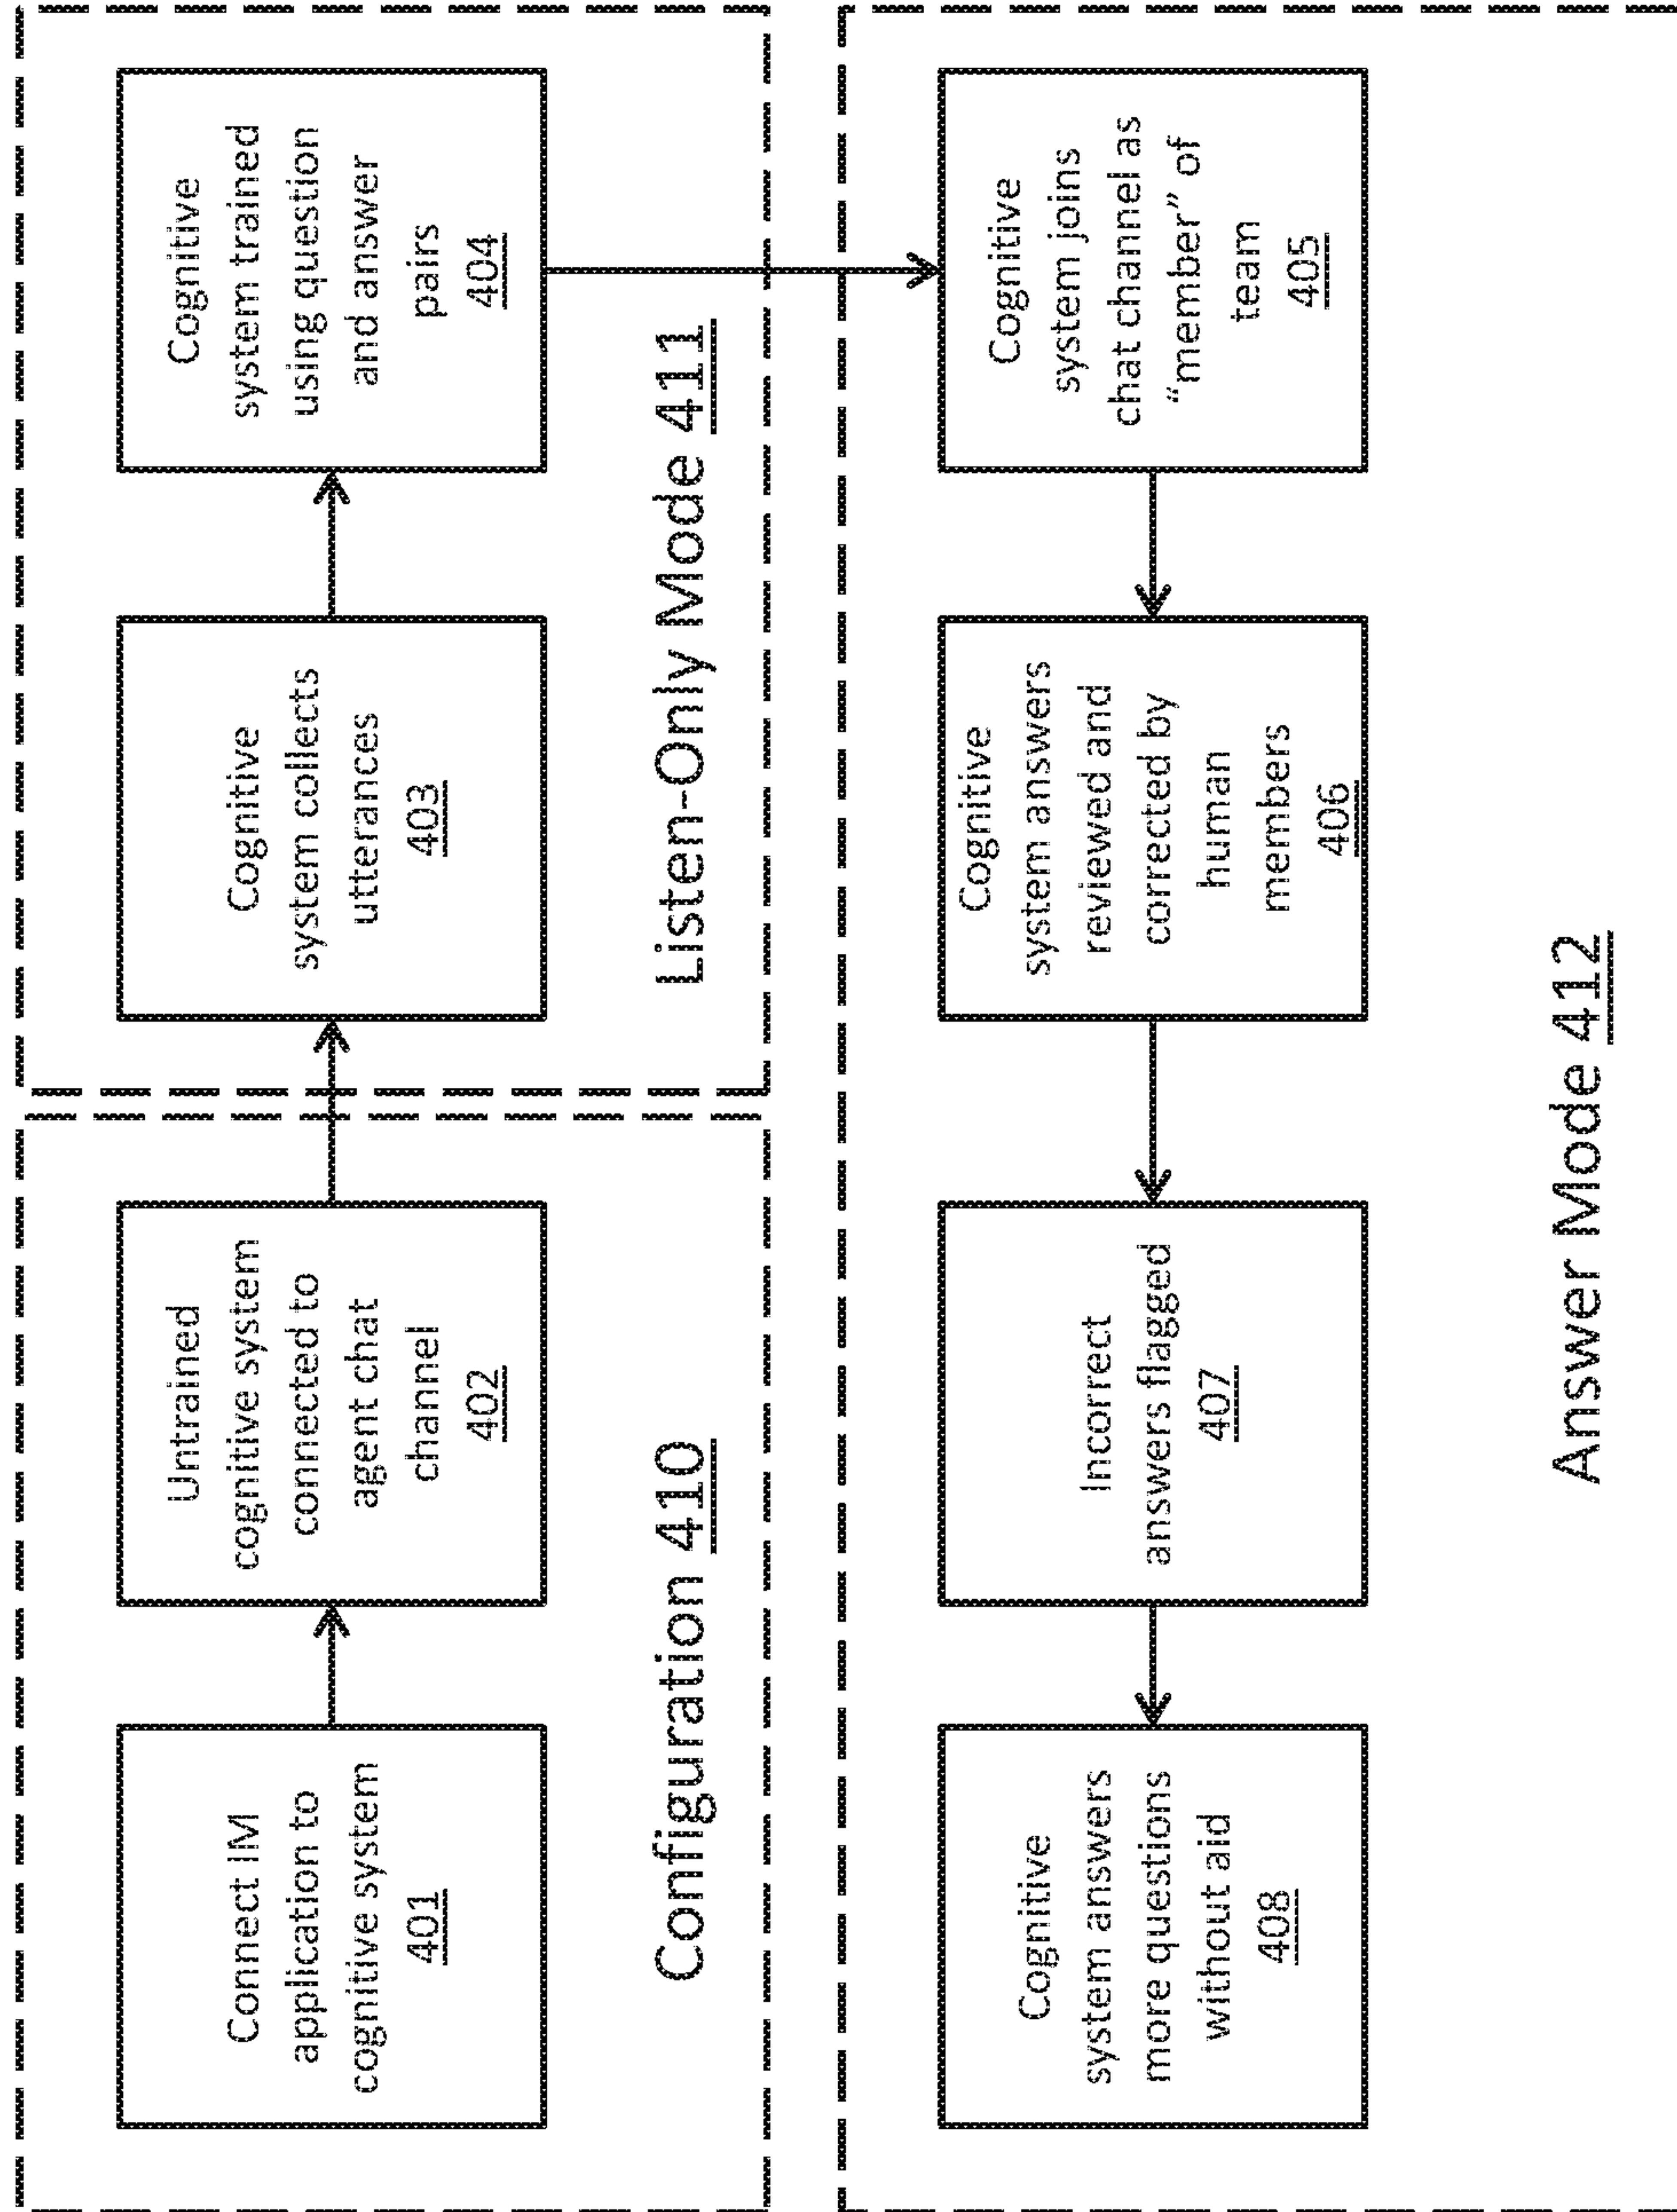 Connect IM
application to
cognitive system
401
Untrained
cognitive system
connected to
agent chat
channel
402
Configuration 410
Cognitive
system collects
utterances
403
Cognitive
system trained
using question
and answer
pairs
404
Listen-Only Mode 411
Cognitive
system joins
chat channel as
“member” of
team
405
Cognitive
system answers
reviewed and
corrected by
human
members
406
Incorrect
answers flagged
407
Cognitive
system answers
more questions
without aid
408
Answer Mode 412